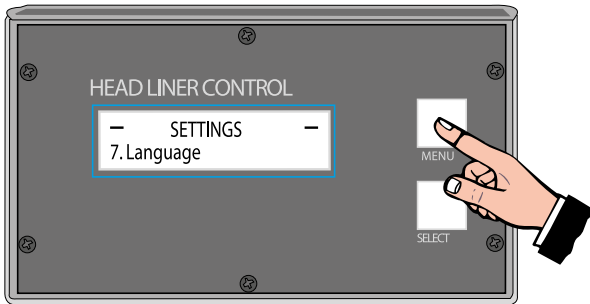 HEAD LINER CONTROL
– SETTINGS –
7. Language
MENU
SELECT